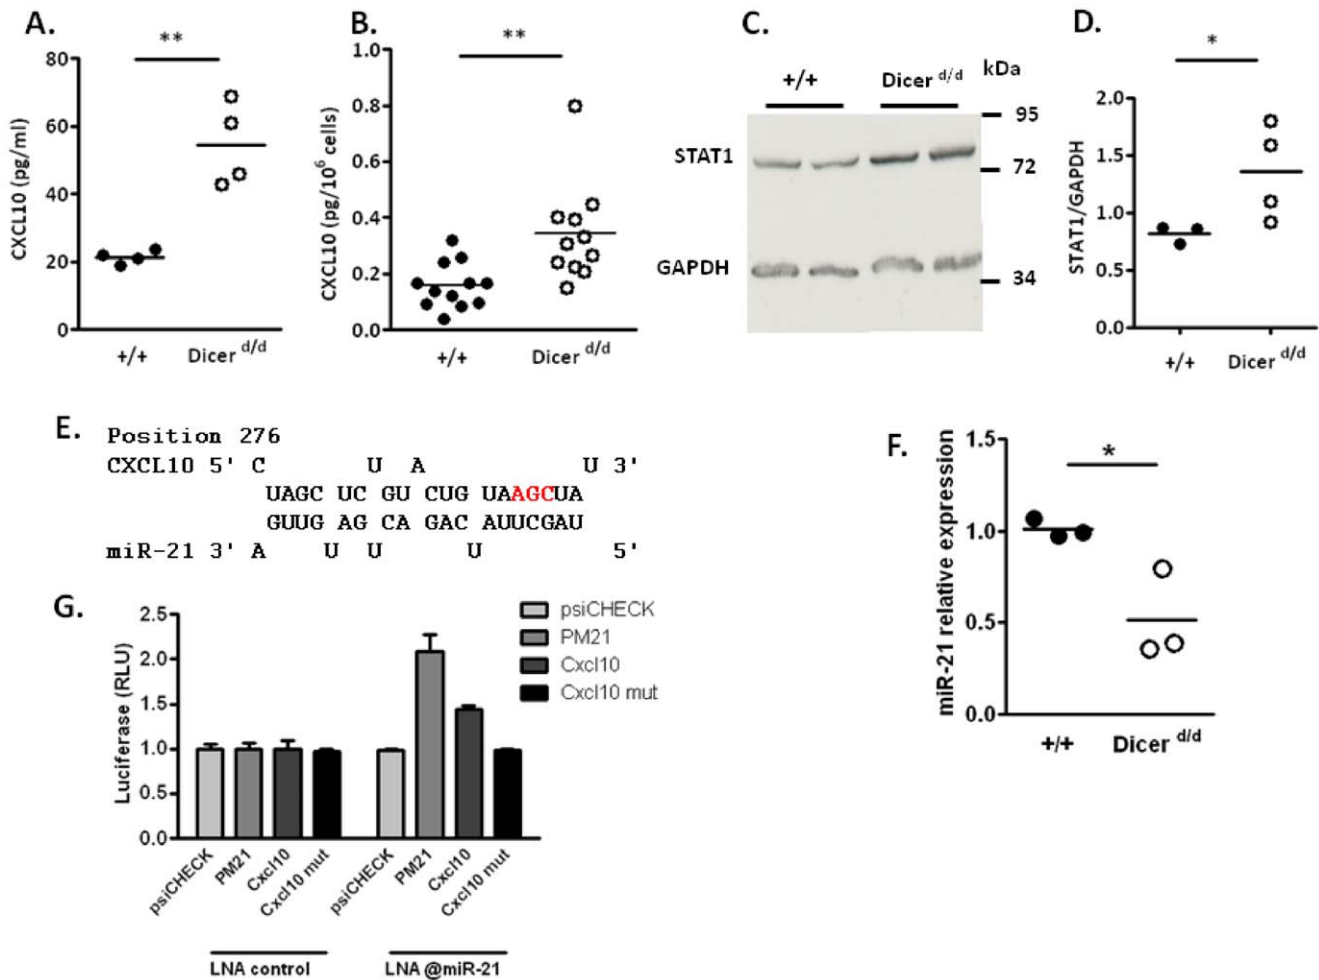 A.
**
CXCL10 (pg/ml)
80
60
40
20
0
+/+ Dicer d/d
B.
**
CXCL10 (pg/10^6 cells)
1.0
0.8
0.6
0.4
0.2
0.0
+/+ Dicer d/d
C.
+/+ Dicer d/d kDa
95
STAT1
72
GAPDH
34
D.
*
STAT1/GAPDH
2.0
1.5
1.0
0.5
0.0
+/+ Dicer d/d
E.
Position 276
CXCL10 5' C U A U 3'
UAGC UC GU CUG UAAGCUA
GUUG AG CA GAC AUUCGAU
miR-21 3' A U U U 5'
F.
*
miR-21 relative expression
1.5
1.0
0.5
0.0
+/+ Dicer d/d
G.
Luciferase (RLU)
2.5
2.0
1.5
1.0
0.5
0.0
psiCHECK
PM21
Cxcl10
Cxcl10 mut
psiCHECK
PM21
Cxcl10
Cxcl10 mut
psiCHECK
PM21
Cxcl10
Cxcl10 mut
LNA control
LNA @miR-21